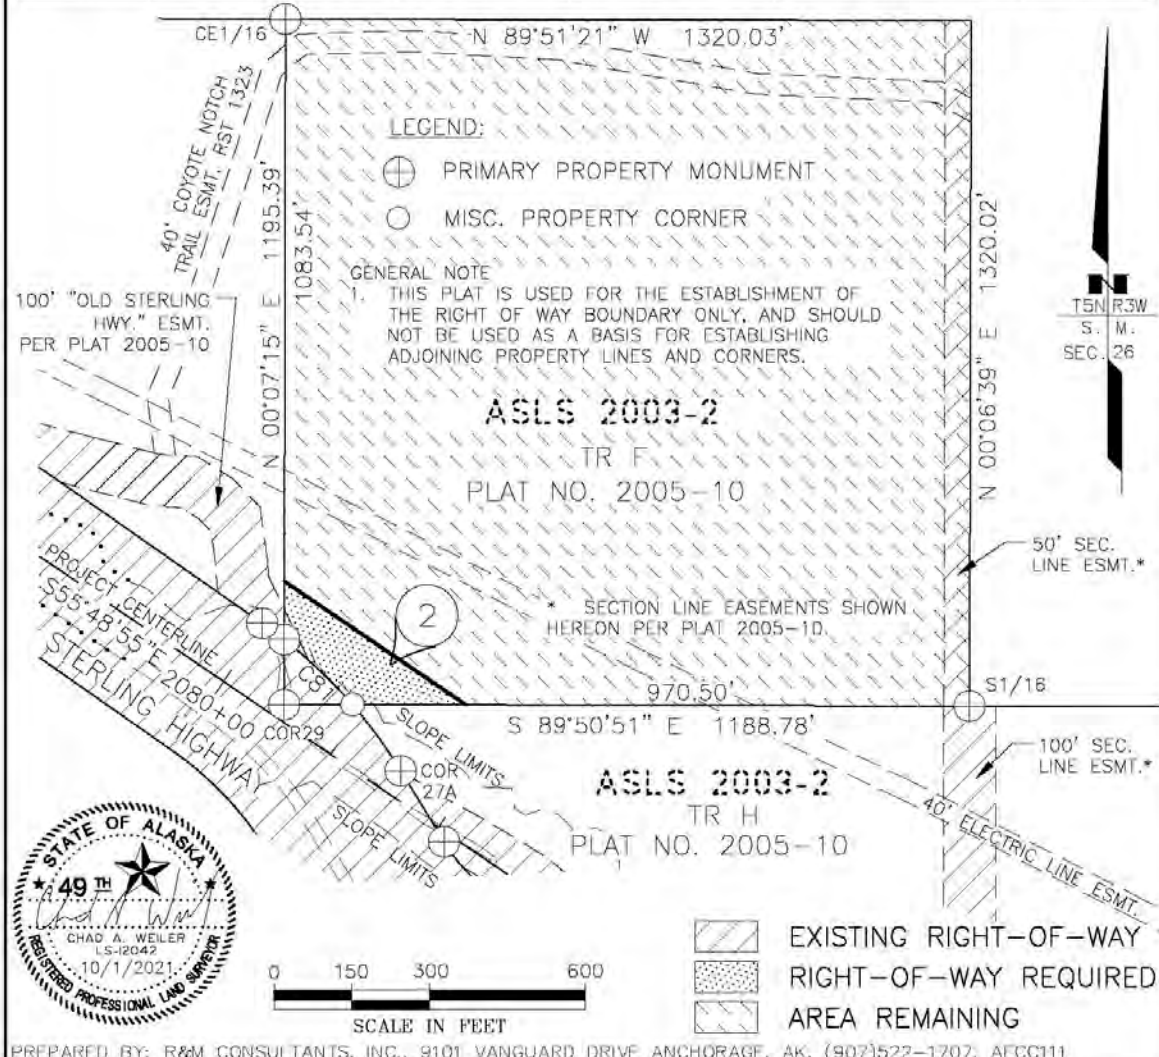 CE1/16
N 89°51'21" W 1320.03'
40' COYOTE NOTCH
TRAIL ESMT. RST 1323
LEGEND:
PRIMARY PROPERTY MONUMENT
MISC. PROPERTY CORNER
N 00°07'15" E 1195.39'
1083.54'
GENERAL NOTE
1. THIS PLAT IS USED FOR THE ESTABLISHMENT OF
THE RIGHT OF WAY BOUNDARY ONLY, AND SHOULD
NOT BE USED AS A BASIS FOR ESTABLISHING
ADJOINING PROPERTY LINES AND CORNERS.
N 00°06'39" E 1320.02'
N
T5N R3W
S. M.
SEC. 26
100' "OLD STERLING
HWY." ESMT.
PER PLAT 2005-10
ASLS 2003-2
TR F
PLAT NO. 2005-10
50' SEC.
LINE ESMT.*
* SECTION LINE EASEMENTS SHOWN
HEREON PER PLAT 2005-10.
2
PROJECT CENTERLINE
S55°48'55"E 2080+00
STERLING HIGHWAY
C81
COR29
970.50'
S 89°50'51" E 1188.78'
S1/16
SLOPE LIMITS
COR
27A
SLOPE LIMITS
ASLS 2003-2
TR H
PLAT NO. 2005-10
100' SEC.
LINE ESMT.*
40' ELECTRIC LINE ESMT.
STATE OF ALASKA
49 TH
CHAD A. WEILER
LS-12042
10/1/2021
REGISTERED PROFESSIONAL LAND SURVEYOR
0 150 300 600
SCALE IN FEET
EXISTING RIGHT-OF-WAY
RIGHT-OF-WAY REQUIRED
AREA REMAINING
PREPARED BY: R&M CONSULTANTS, INC., 9101 VANGUARD DRIVE ANCHORAGE, AK. (907)522-1707, AECC111